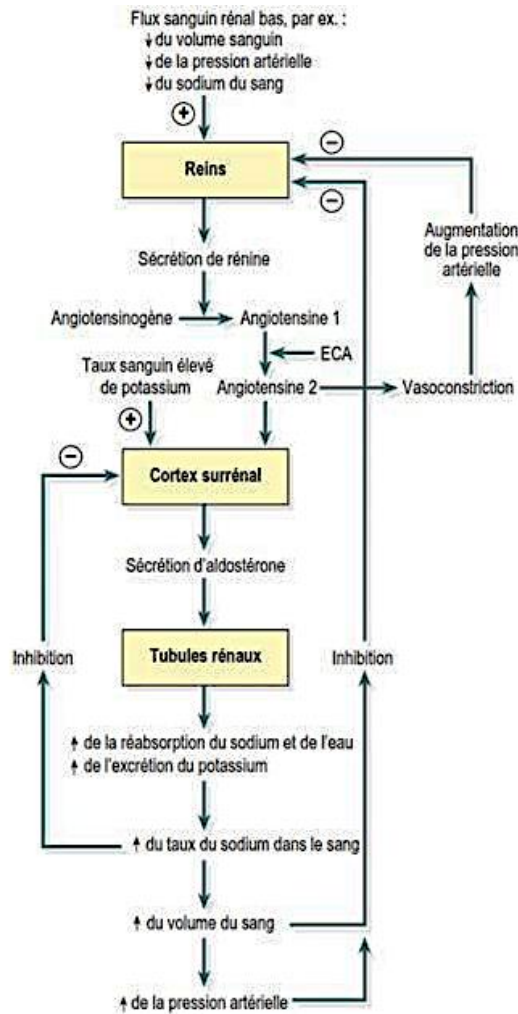 Flux sanguin rénal bas, par ex. :
↓ du volume sanguin
↓ de la pression artérielle
↓ du sodium du sang
+
−
Reins
−
Augmentation
de la pression
artérielle
Sécrétion de rénine
Angiotensinogène
Angiotensine 1
ECA
Taux sanguin élevé
de potassium
Angiotensine 2
Vasoconstriction
+
−
Cortex surrénal
Sécrétion d'aldostérone
Tubules rénaux
Inhibition
Inhibition
↑ de la réabsorption du sodium et de l'eau
↑ de l'excrétion du potassium
↑ du taux du sodium dans le sang
↑ du volume du sang
↑ de la pression artérielle